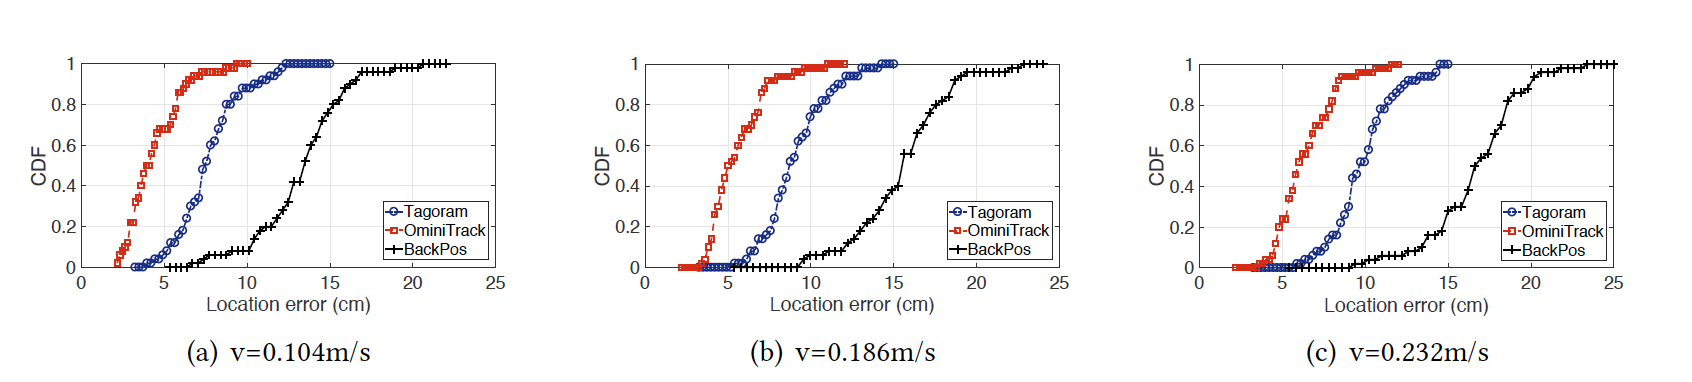 1
0.8
0.6
0.4
0.2
0
CDF
0
5
10
15
20
25
Location error (cm)
Tagoram
OminiTrack
BackPos
(a) v=0.104m/s
1
0.8
0.6
0.4
0.2
0
CDF
0
5
10
15
20
25
Location error (cm)
Tagoram
OminiTrack
BackPos
(b) v=0.186m/s
1
0.8
0.6
0.4
0.2
0
CDF
0
5
10
15
20
25
Location error (cm)
Tagoram
OminiTrack
BackPos
(c) v=0.232m/s